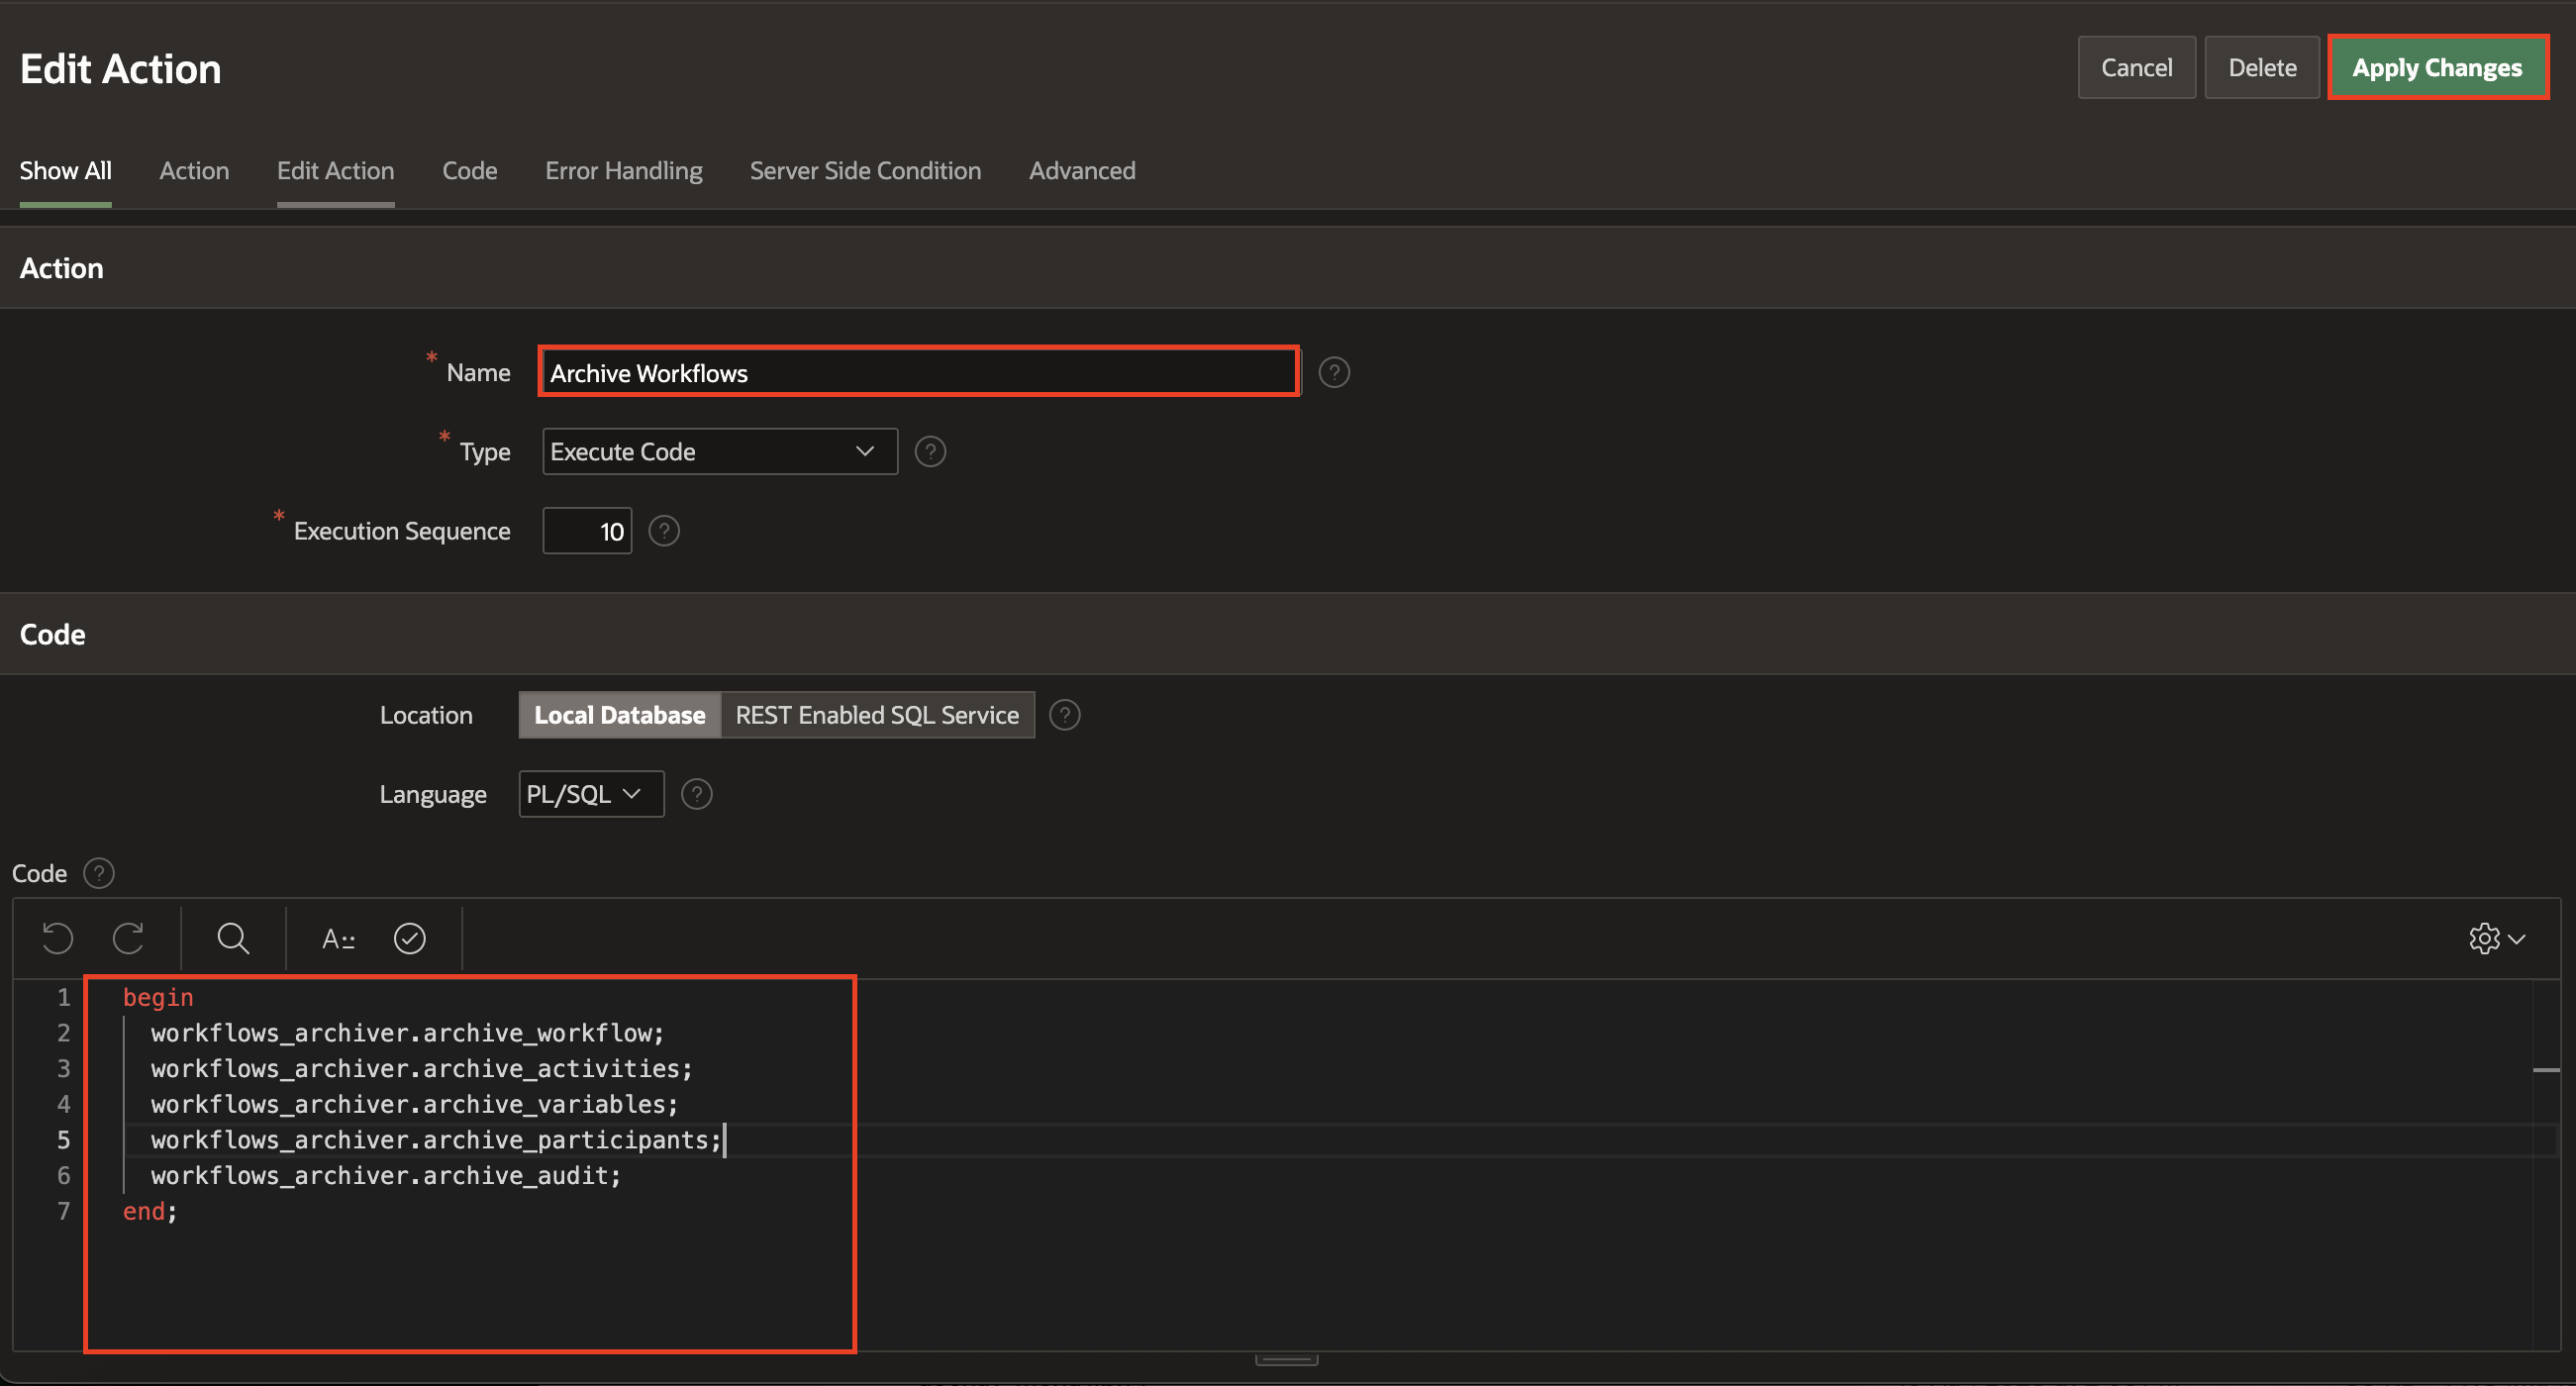 Edit Action
Cancel Delete Apply Changes
Show All Action Edit Action Code Error Handling Server Side Condition Advanced
Action
* Name Archive Workflows ?
* Type Execute Code ?
* Execution Sequence 10 ?
Code
Location Local Database REST Enabled SQL Service ?
Language PL/SQL ?
Code ?
1 begin
2 workflows_archiver.archive_workflow;
3 workflows_archiver.archive_activities;
4 workflows_archiver.archive_variables;
5 workflows_archiver.archive_participants;
6 workflows_archiver.archive_audit;
7 end;